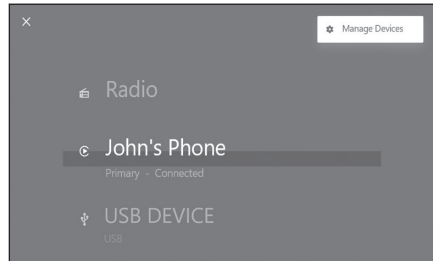 Manage Devices
Radio
John's Phone
Primary - Connected
USB DEVICE
USB